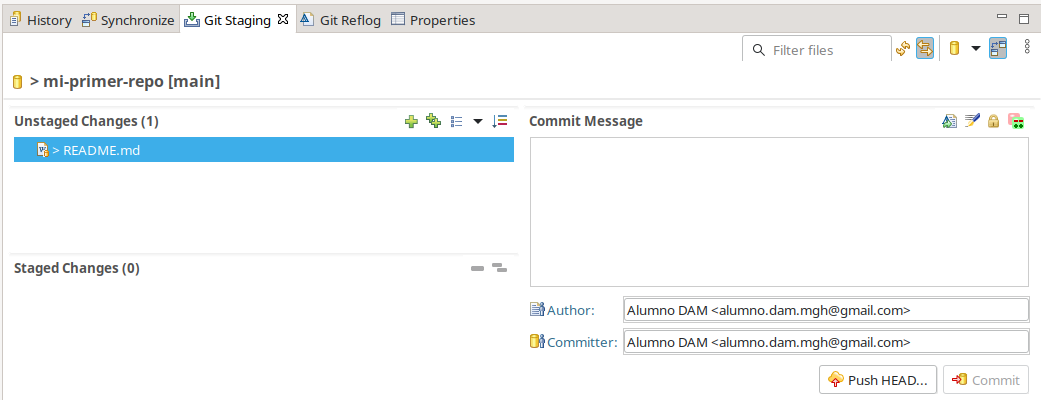 History Synchronize Git Staging Git Reflog Properties
Filter files
> mi-primer-repo [main]
Unstaged Changes (1)
> README.md
Staged Changes (0)
Commit Message
Author: Alumno DAM <alumno.dam.mgh@gmail.com>
Committer: Alumno DAM <alumno.dam.mgh@gmail.com>
Push HEAD... Commit